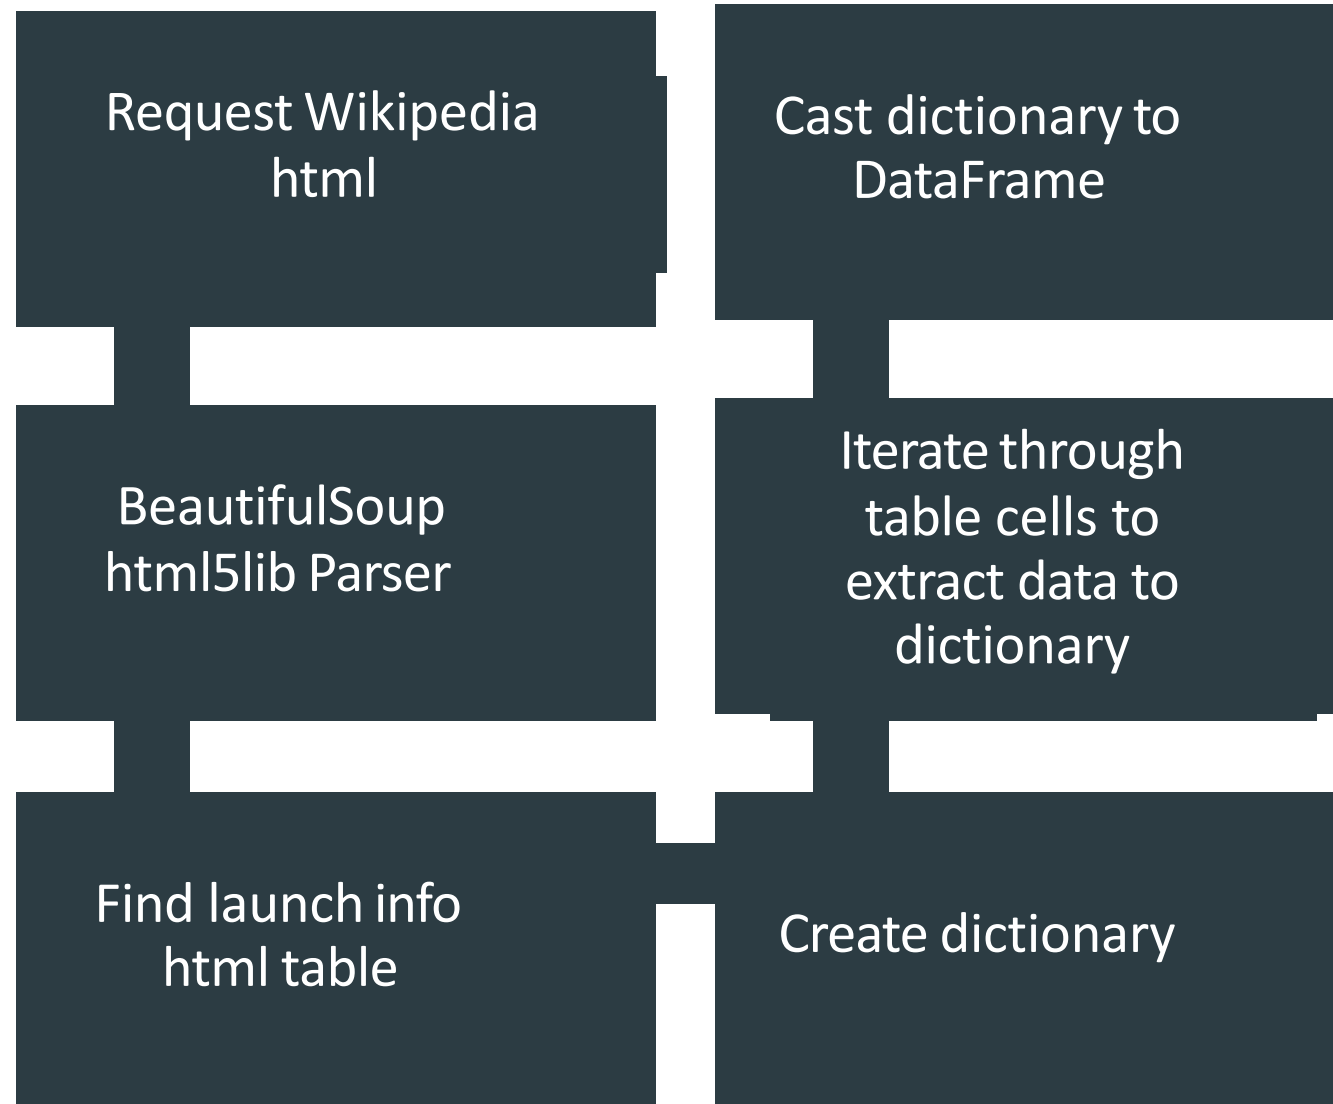 Request Wikipedia
html
BeautifulSoup
html5lib Parser
Find launch info
html table
Create dictionary
Iterate through
table cells to
extract data to
dictionary
Cast dictionary to
DataFrame